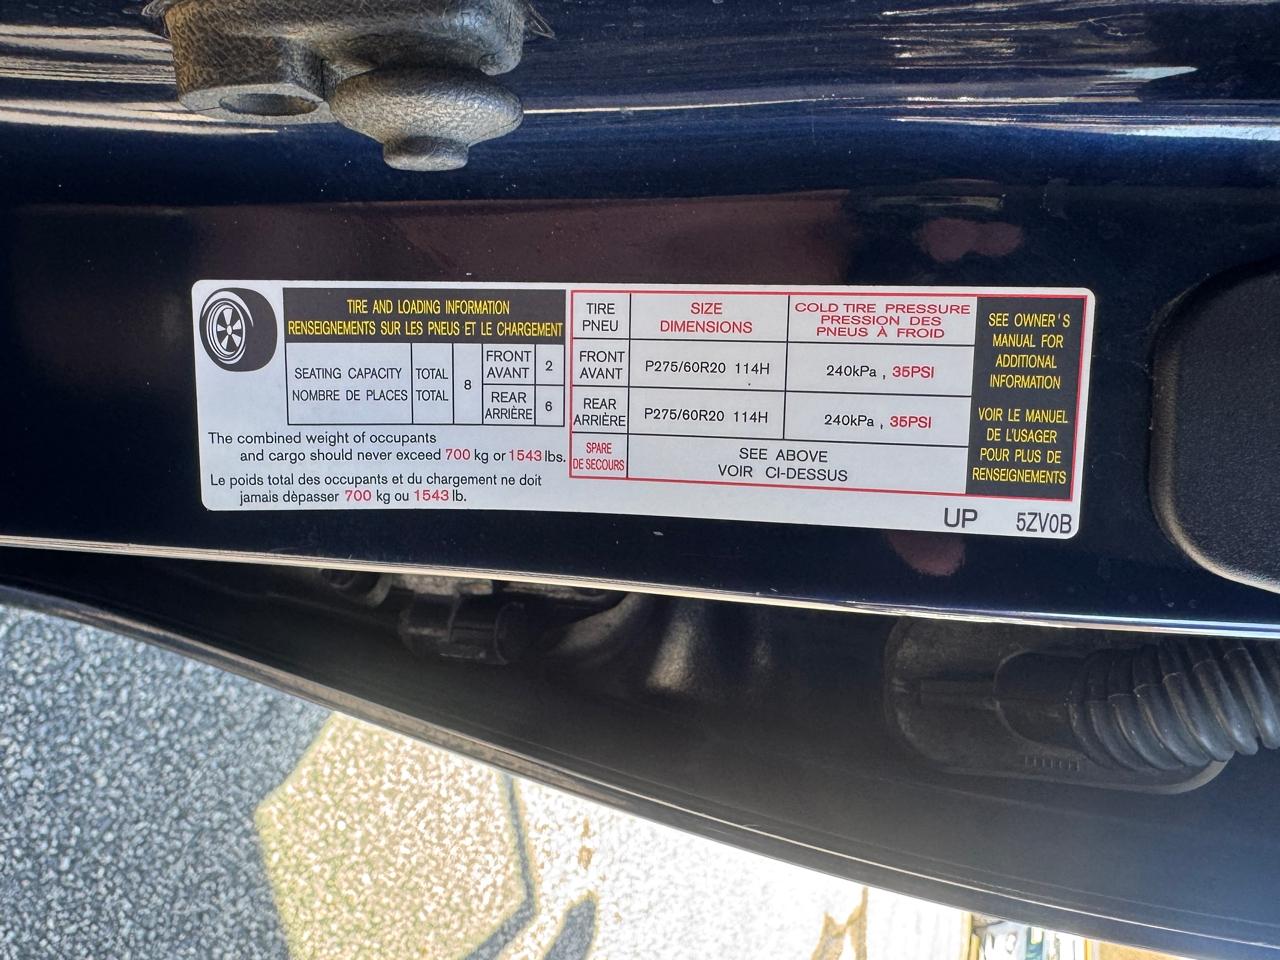 TIRE AND LOADING INFORMATION
RENSEIGNEMENTS SUR LES PNEUS ET LE CHARGEMENT
SEATING CAPACITY
NOMBRE DE PLACES
TOTAL
TOTAL
8
FRONT
AVANT
2
REAR
ARRIÈRE
6
The combined weight of occupants
and cargo should never exceed 700 kg or 1543 lbs.
Le poids total des occupants et du chargement ne doit
jamais dèpasser 700 kg ou 1543 lb.
TIRE
PNEU
SIZE
DIMENSIONS
COLD TIRE PRESSURE
PRESSION DES
PNEUS À FROID
FRONT
AVANT
P275/60R20 114H
240kPa , 35PSI
REAR
ARRIÈRE
P275/60R20 114H
240kPa , 35PSI
SPARE
DE SECOURS
SEE ABOVE
VOIR CI-DESSUS
SEE OWNER'S
MANUAL FOR
ADDITIONAL
INFORMATION
VOIR LE MANUEL
DE L'USAGER
POUR PLUS DE
RENSEIGNEMENTS
UP 5ZV0B